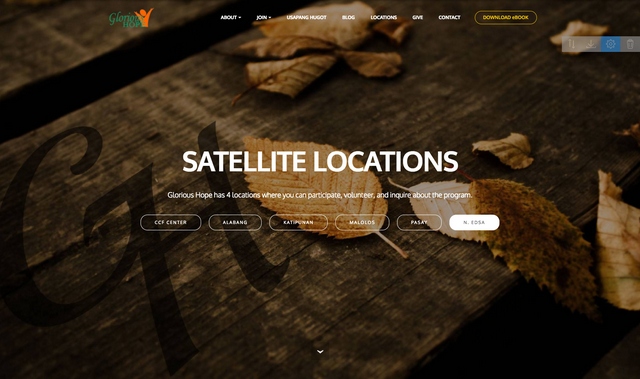 Glorious Hope
ABOUT JOIN USAPANG HUGOT BLOG LOCATIONS GIVE CONTACT DOWNLOAD eBOOK
SATELLITE LOCATIONS
Glorious Hope has 4 locations where you can participate, volunteer, and inquire about the program.
CCF CENTER ALABANG KATIPUNAN MALOLOS PASAY N. EDSA